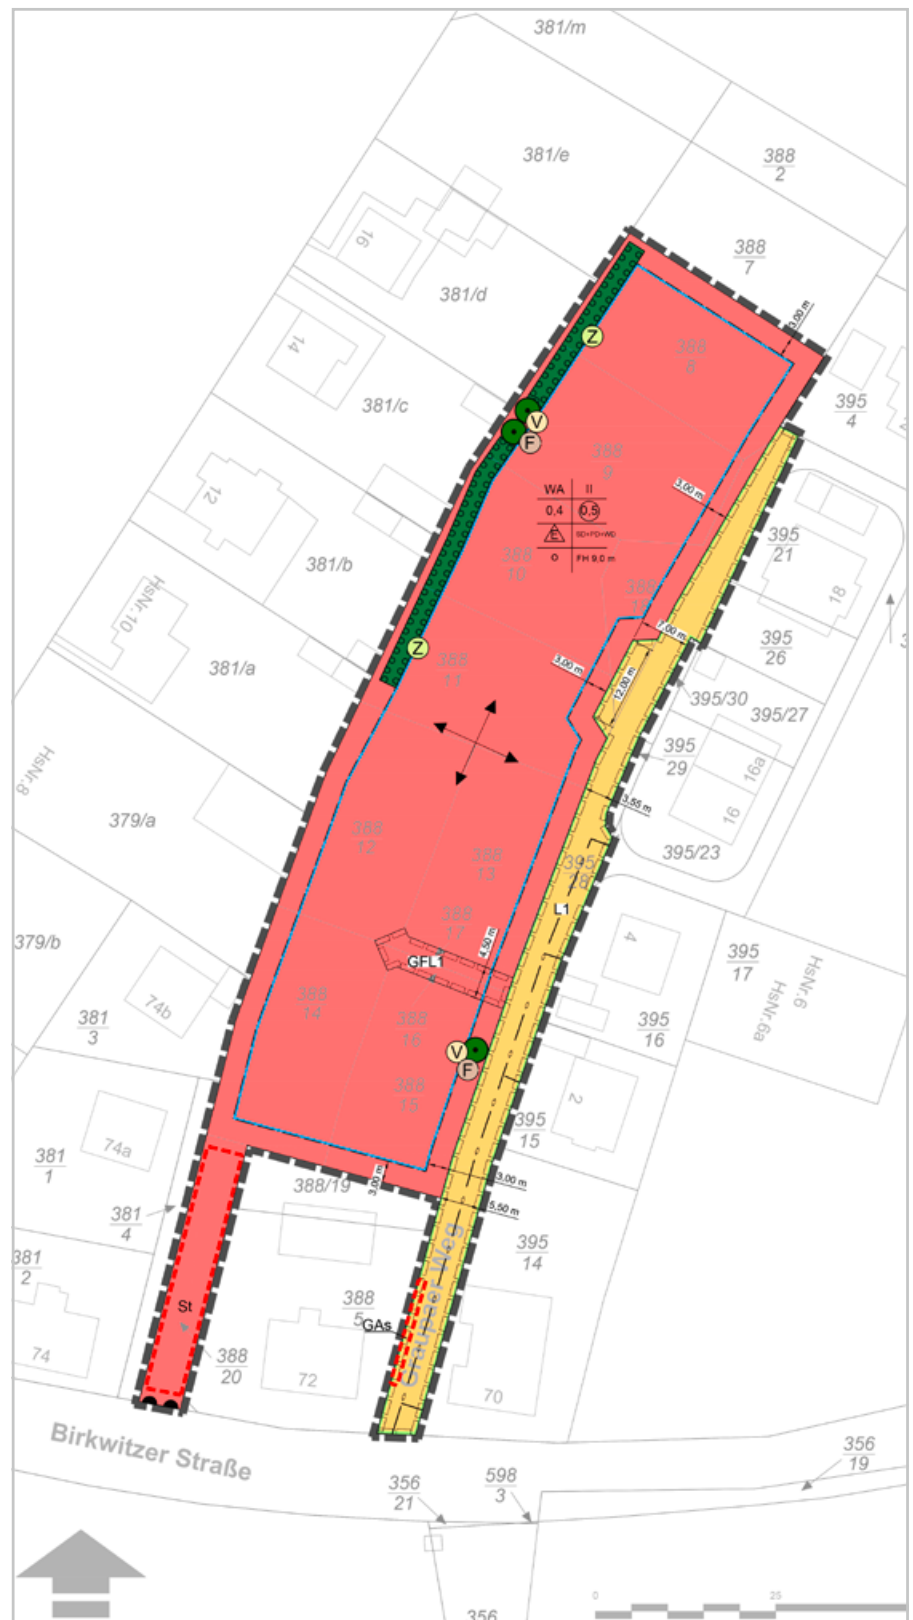 381/m
381/e
388
2
388
7
16
381/d
3,00 m
Z
14
388
8
381/c
395
4
V
F
388
9
12
3,00 m
WA II
0,4 0,5
E SD+PD+WD
o FH 9,0 m
395
21
381/b
388
10
18
HsNr.10
388
7,00 m
395
26
Z
381/a
388
11
3,00 m
12,00 m
395/30
395/27
395
29
HsNr.8
16a
3,55 m
16
379/a
388
12
388
13
395/23
395
28
L1
388
17
4
379/b
4,50 m
395
17
HsNr.6
HsNr.6a
GFL1
74b
388
14
381
3
388
16
395
16
V
F
388
15
2
395
15
74a
381
1
3,00 m
388/19
3,00 m
5,50 m
381
4
395
14
381
2
Graupaer Weg
St
388
5
GAs
74
388
20
72
70
Birkwitzer Straße
356
19
356
21
598
3
0 25
356